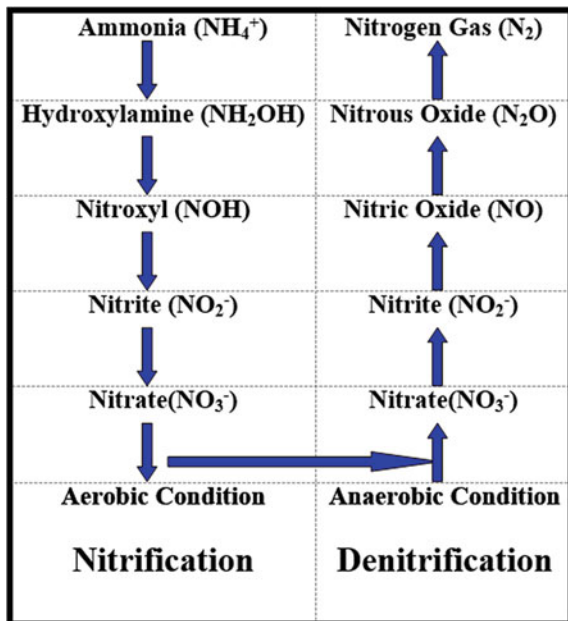 Ammonia (NH₄⁺)
Hydroxylamine (NH₂OH)
Nitroxyl (NOH)
Nitrite (NO₂⁻)
Nitrate(NO₃⁻)
Aerobic Condition
Nitrification
Nitrogen Gas (N₂)
Nitrous Oxide (N₂O)
Nitric Oxide (NO)
Nitrite (NO₂⁻)
Nitrate(NO₃⁻)
Anaerobic Condition
Denitrification